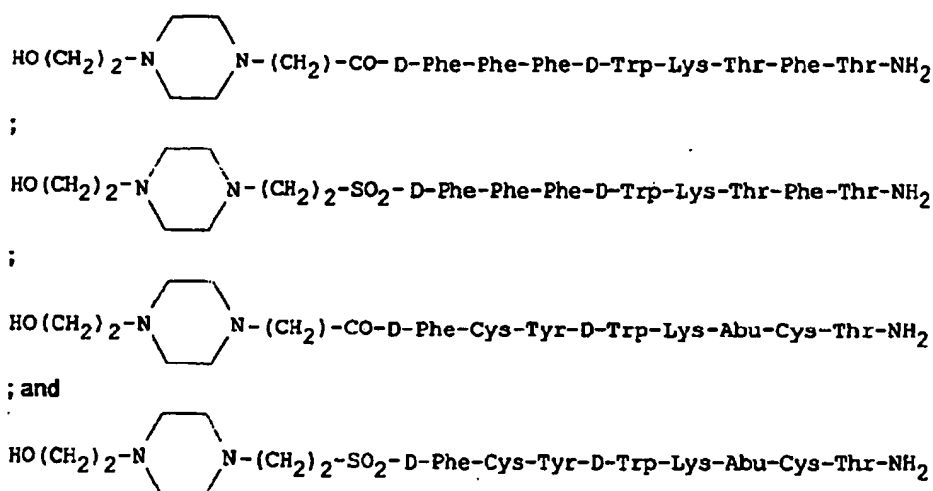 HO(CH₂)₂-N N-(CH₂)-CO-D-Phe-Phe-Phe-D-Trp-Lys-Thr-Phe-Thr-NH₂
;
HO(CH₂)₂-N N-(CH₂)₂-SO₂-D-Phe-Phe-Phe-D-Trp-Lys-Thr-Phe-Thr-NH₂
;
HO(CH₂)₂-N N-(CH₂)-CO-D-Phe-Cys-Tyr-D-Trp-Lys-Abu-Cys-Thr-NH₂
; and
HO(CH₂)₂-N N-(CH₂)₂-SO₂-D-Phe-Cys-Tyr-D-Trp-Lys-Abu-Cys-Thr-NH₂